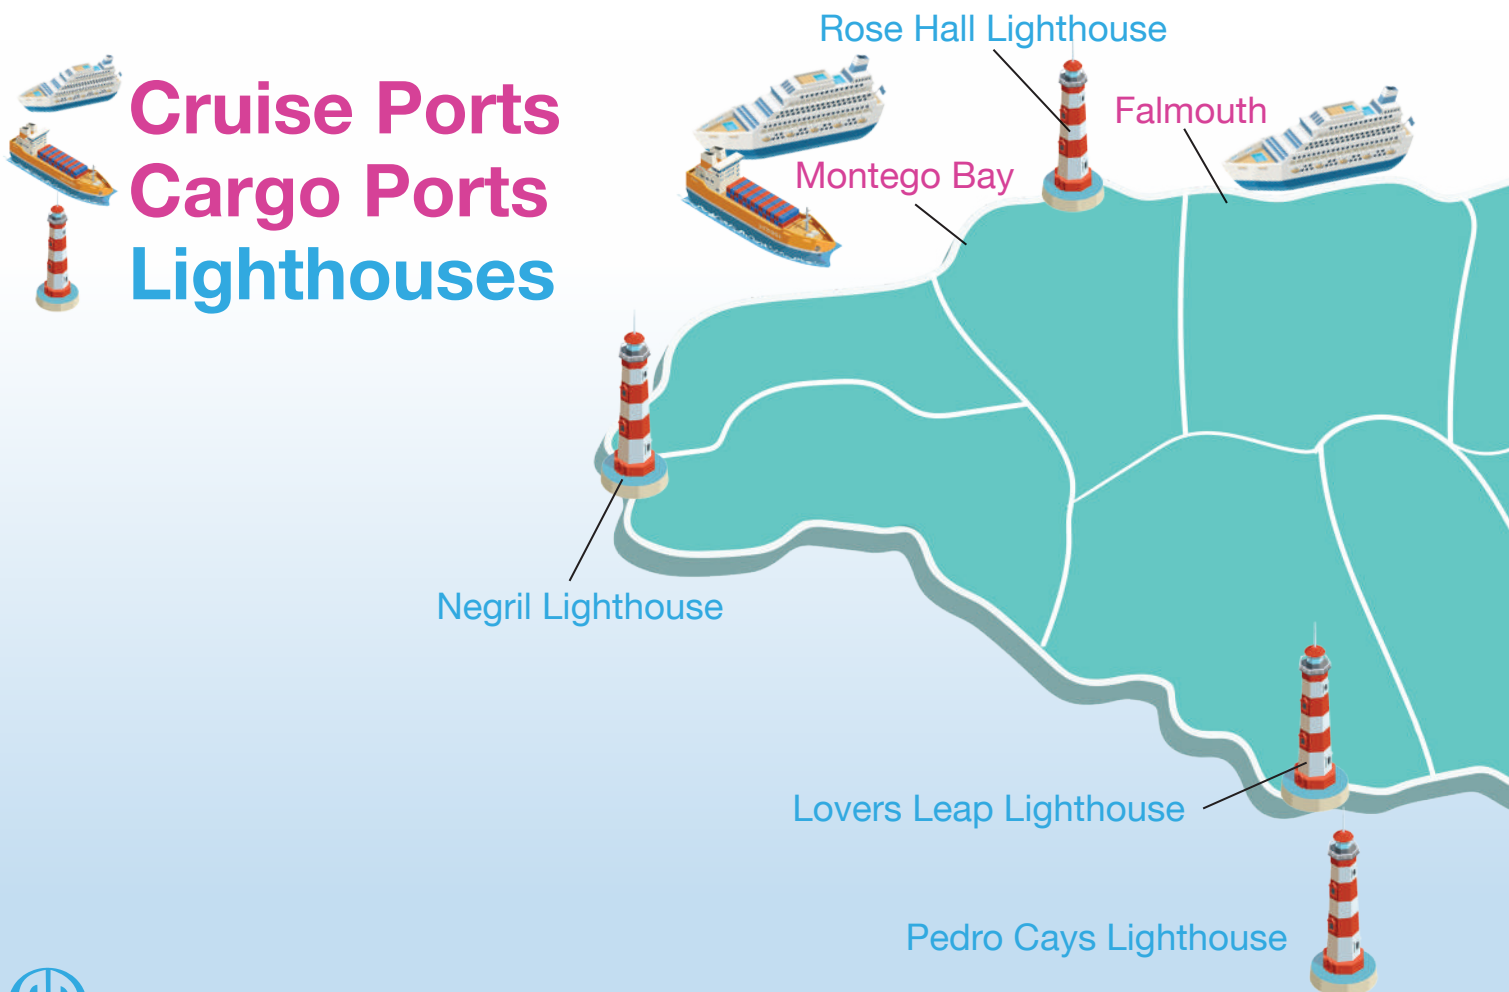 Cruise Ports
Cargo Ports
Lighthouses
Rose Hall Lighthouse
Falmouth
Montego Bay
Negril Lighthouse
Lovers Leap Lighthouse
Pedro Cays Lighthouse